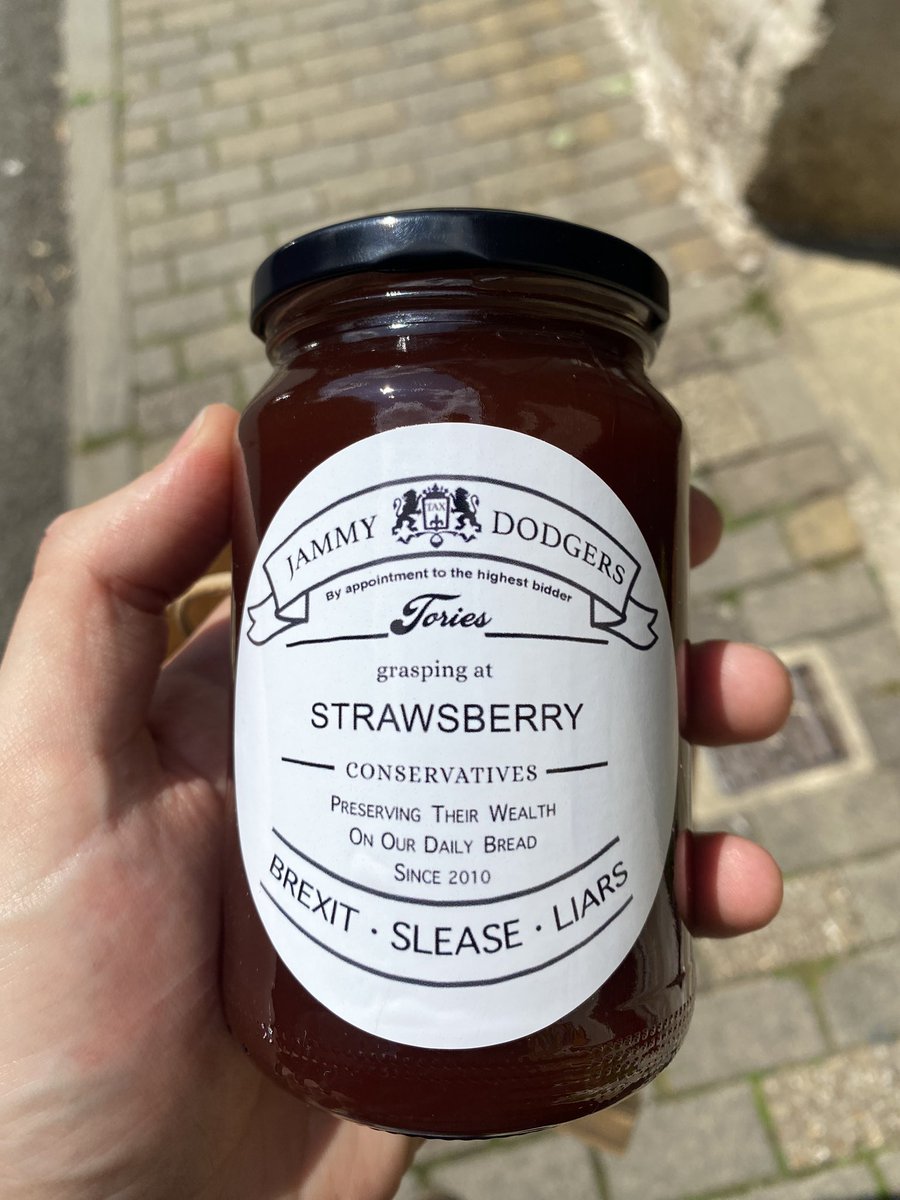 JAMMY TAX DODGERS
By appointment to the highest bidder
Tories
grasping at
STRAWSBERRY
CONSERVATIVES
PRESERVING THEIR WEALTH
ON OUR DAILY BREAD
SINCE 2010
BREXIT · SLEASE · LIARS